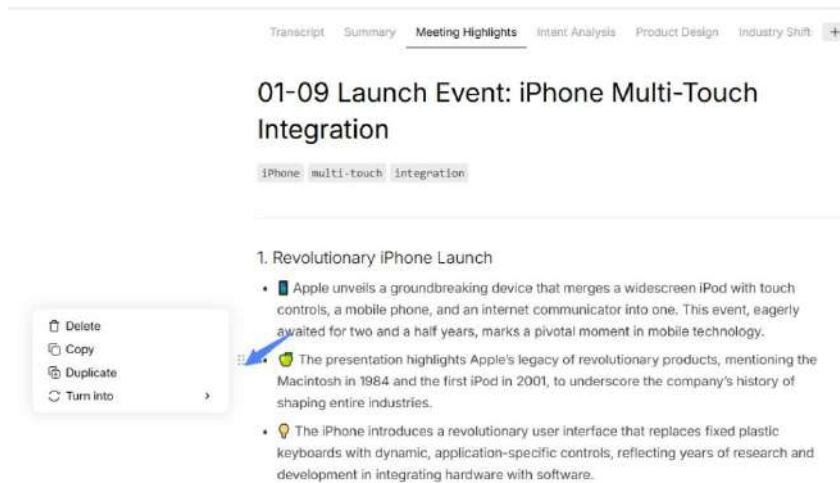 Transcript Summary Meeting Highlights Intent Analysis Product Design Industry Shift +
01-09 Launch Event: iPhone Multi-Touch
Integration
iPhone multi-touch integration
1. Revolutionary iPhone Launch
• 📱 Apple unveils a groundbreaking device that merges a widescreen iPod with touch
controls, a mobile phone, and an internet communicator into one. This event, eagerly
awaited for two and a half years, marks a pivotal moment in mobile technology.
• 🍏 The presentation highlights Apple's legacy of revolutionary products, mentioning the
Macintosh in 1984 and the first iPod in 2001, to underscore the company's history of
shaping entire industries.
• 💡 The iPhone introduces a revolutionary user interface that replaces fixed plastic
keyboards with dynamic, application-specific controls, reflecting years of research and
development in integrating hardware with software.
Delete
Copy
Duplicate
Turn into